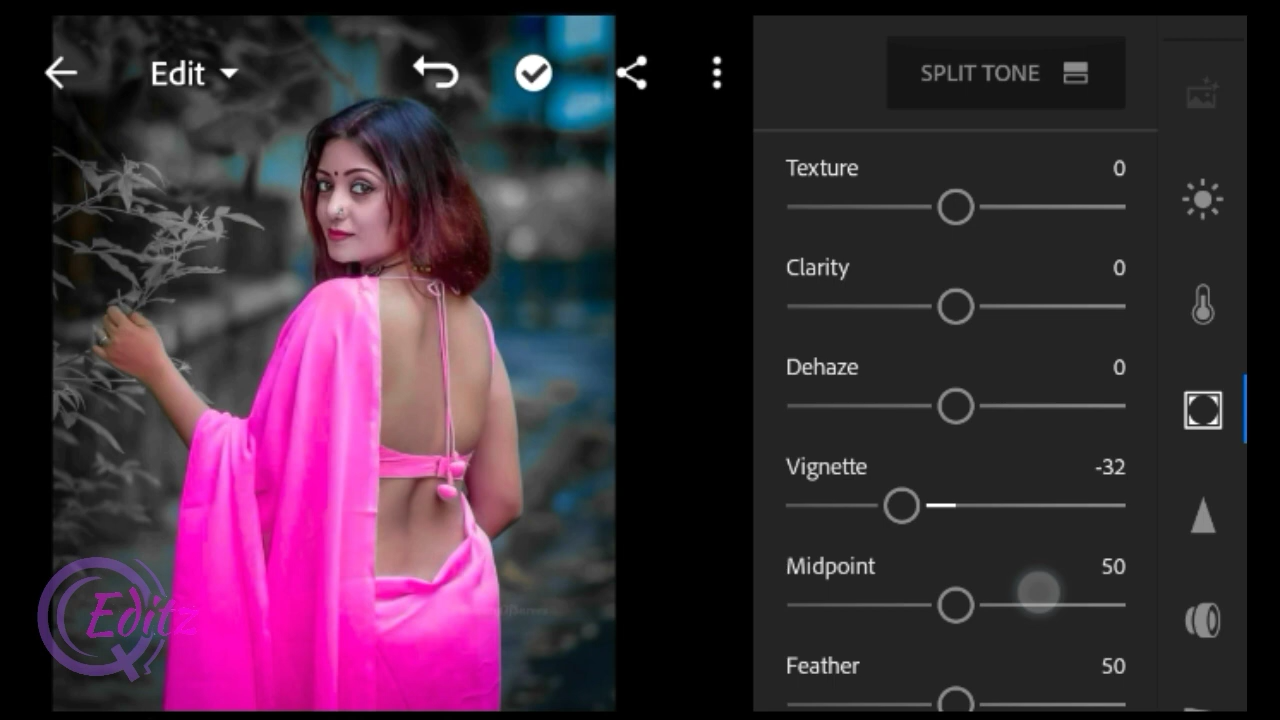 Edit
SPLIT TONE
Texture 0
Clarity 0
Dehaze 0
Vignette -32
Midpoint 50
Feather 50
Editz